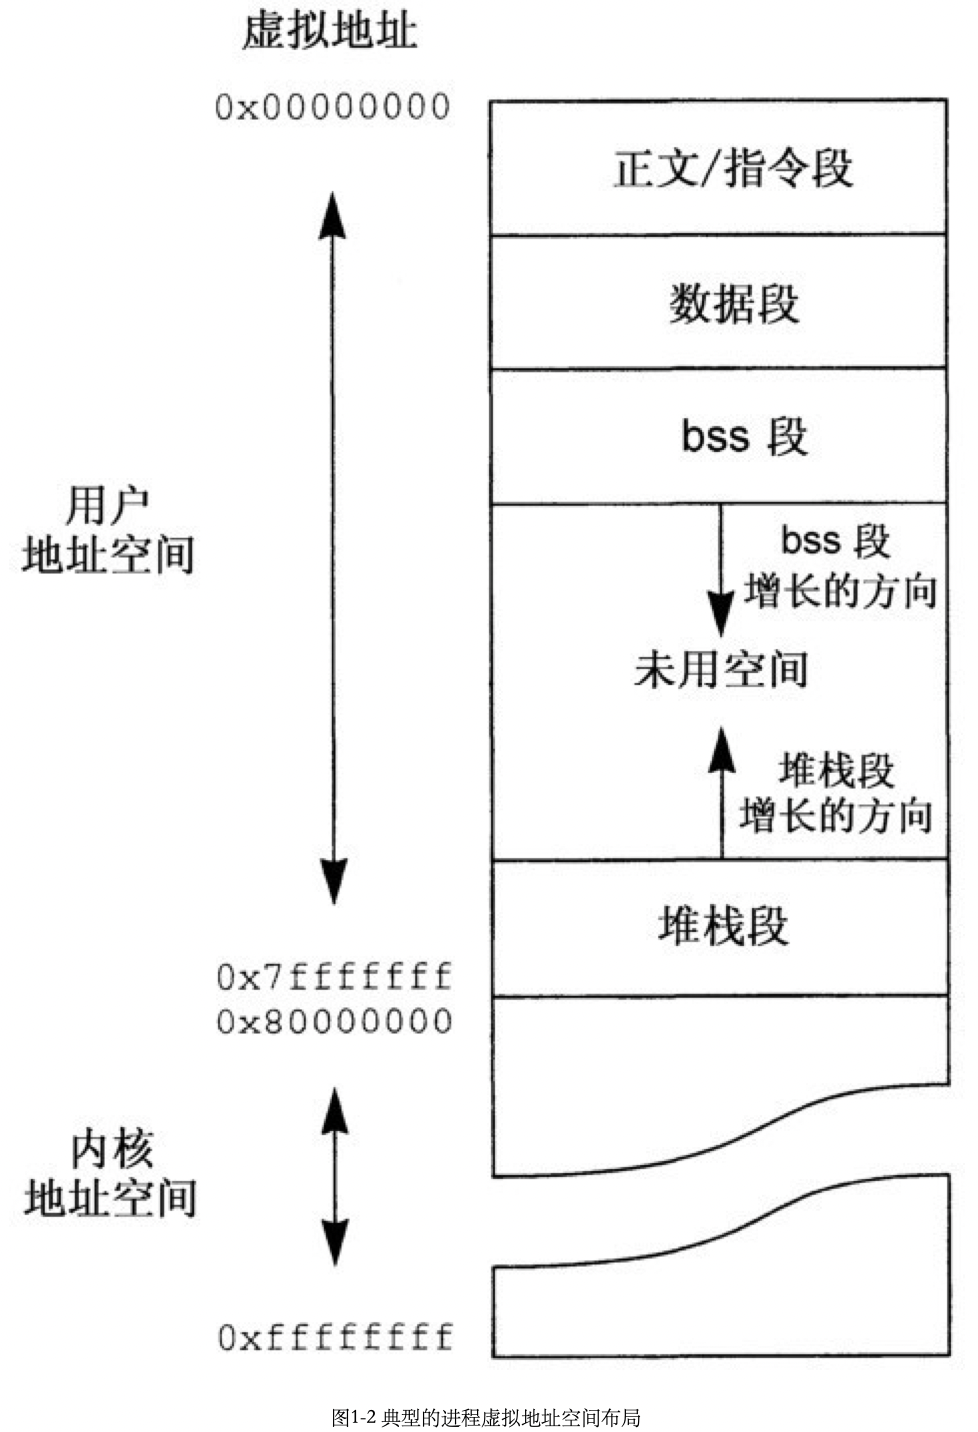 虚拟地址
0x00000000
正文/指令段
数据段
bss 段
用户
地址空间
bss 段
增长的方向
未用空间
堆栈段
增长的方向
堆栈段
0x7fffffff
0x80000000
内核
地址空间
0xffffffff
图1-2 典型的进程虚拟地址空间布局